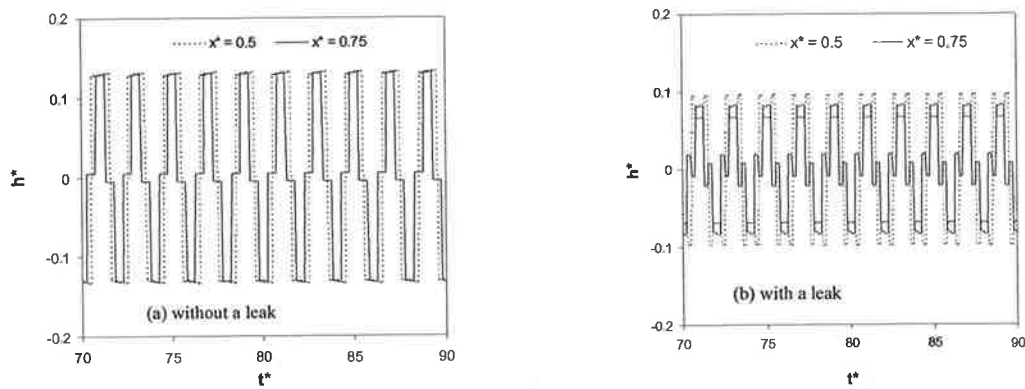 0.2
x* = 0.5 x* = 0.75
0.1
0
h*
-0.1
(a) without a leak
-0.2
70 75 80 85 90
t*
0.2
x* = 0.5 x* = 0.75
0.1
0
h*
-0.1
(b) with a leak
-0.2
70 75 80 85 90
t*